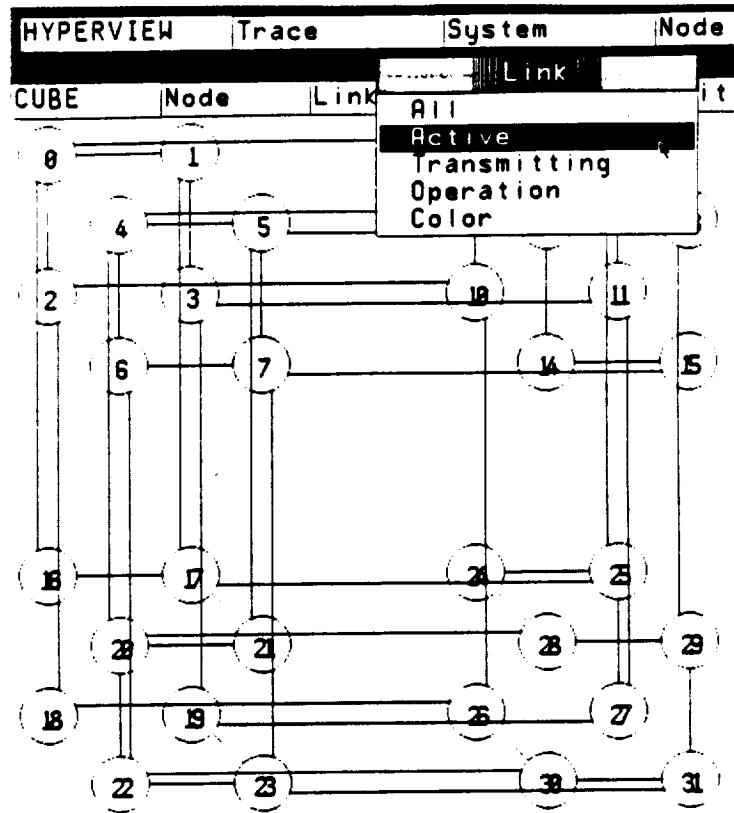 HYPERVIEW Trace System Node
Link
CUBE Node Link it
All
Active
Transmitting
Operation
Color
0 1
4 5
2 3 10 11
6 7 14 15
16 17 24 25
20 21 28 29
18 19 26 27
22 23 30 31